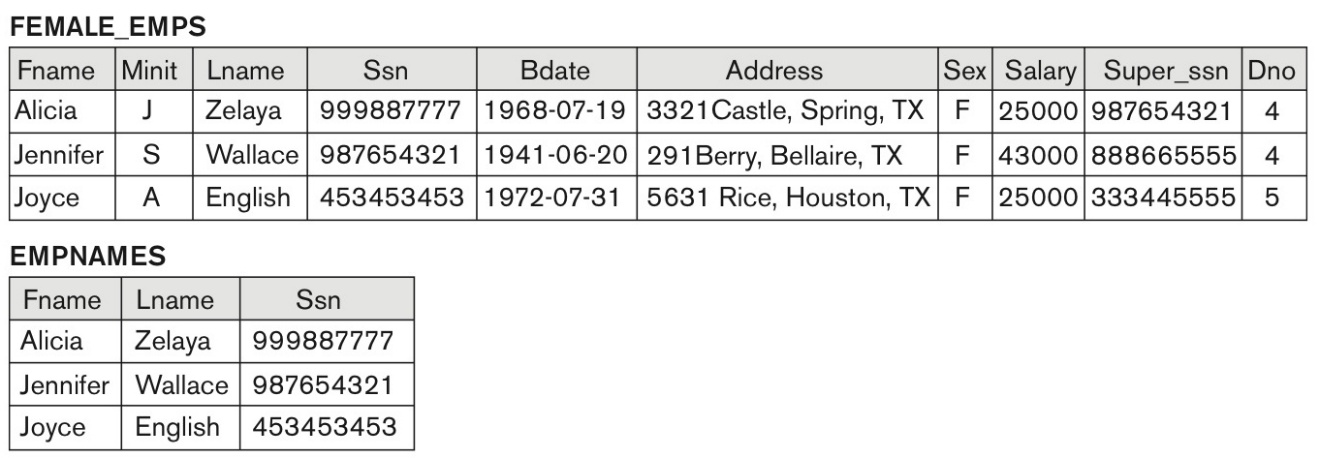 FEMALE_EMPS
Fname Minit Lname Ssn Bdate Address Sex Salary Super_ssn Dno
Alicia J Zelaya 999887777 1968-07-19 3321Castle, Spring, TX F 25000 987654321 4
Jennifer S Wallace 987654321 1941-06-20 291Berry, Bellaire, TX F 43000 888665555 4
Joyce A English 453453453 1972-07-31 5631 Rice, Houston, TX F 25000 333445555 5
EMPNAMES
Fname Lname Ssn
Alicia Zelaya 999887777
Jennifer Wallace 987654321
Joyce English 453453453